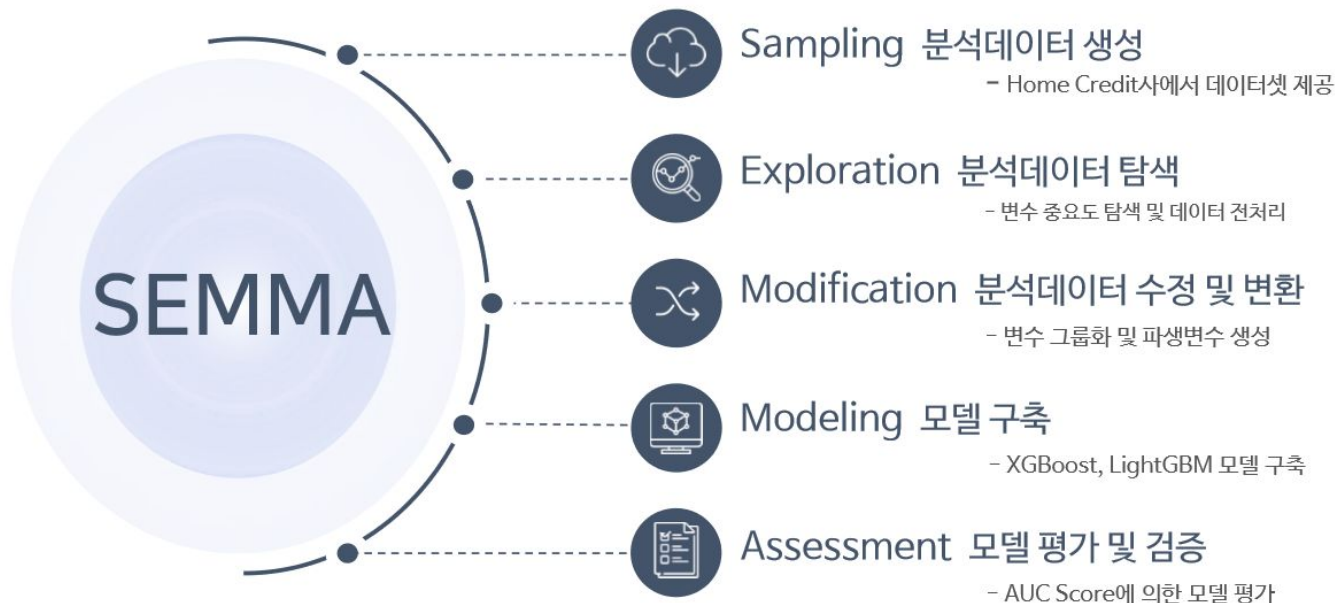 SEMMA
Sampling 분석데이터 생성
- Home Credit사에서 데이터셋 제공
Exploration 분석데이터 탐색
- 변수 중요도 탐색 및 데이터 전처리
Modification 분석데이터 수정 및 변환
- 변수 그룹화 및 파생변수 생성
Modeling 모델 구축
- XGBoost, LightGBM 모델 구축
Assessment 모델 평가 및 검증
- AUC Score에 의한 모델 평가